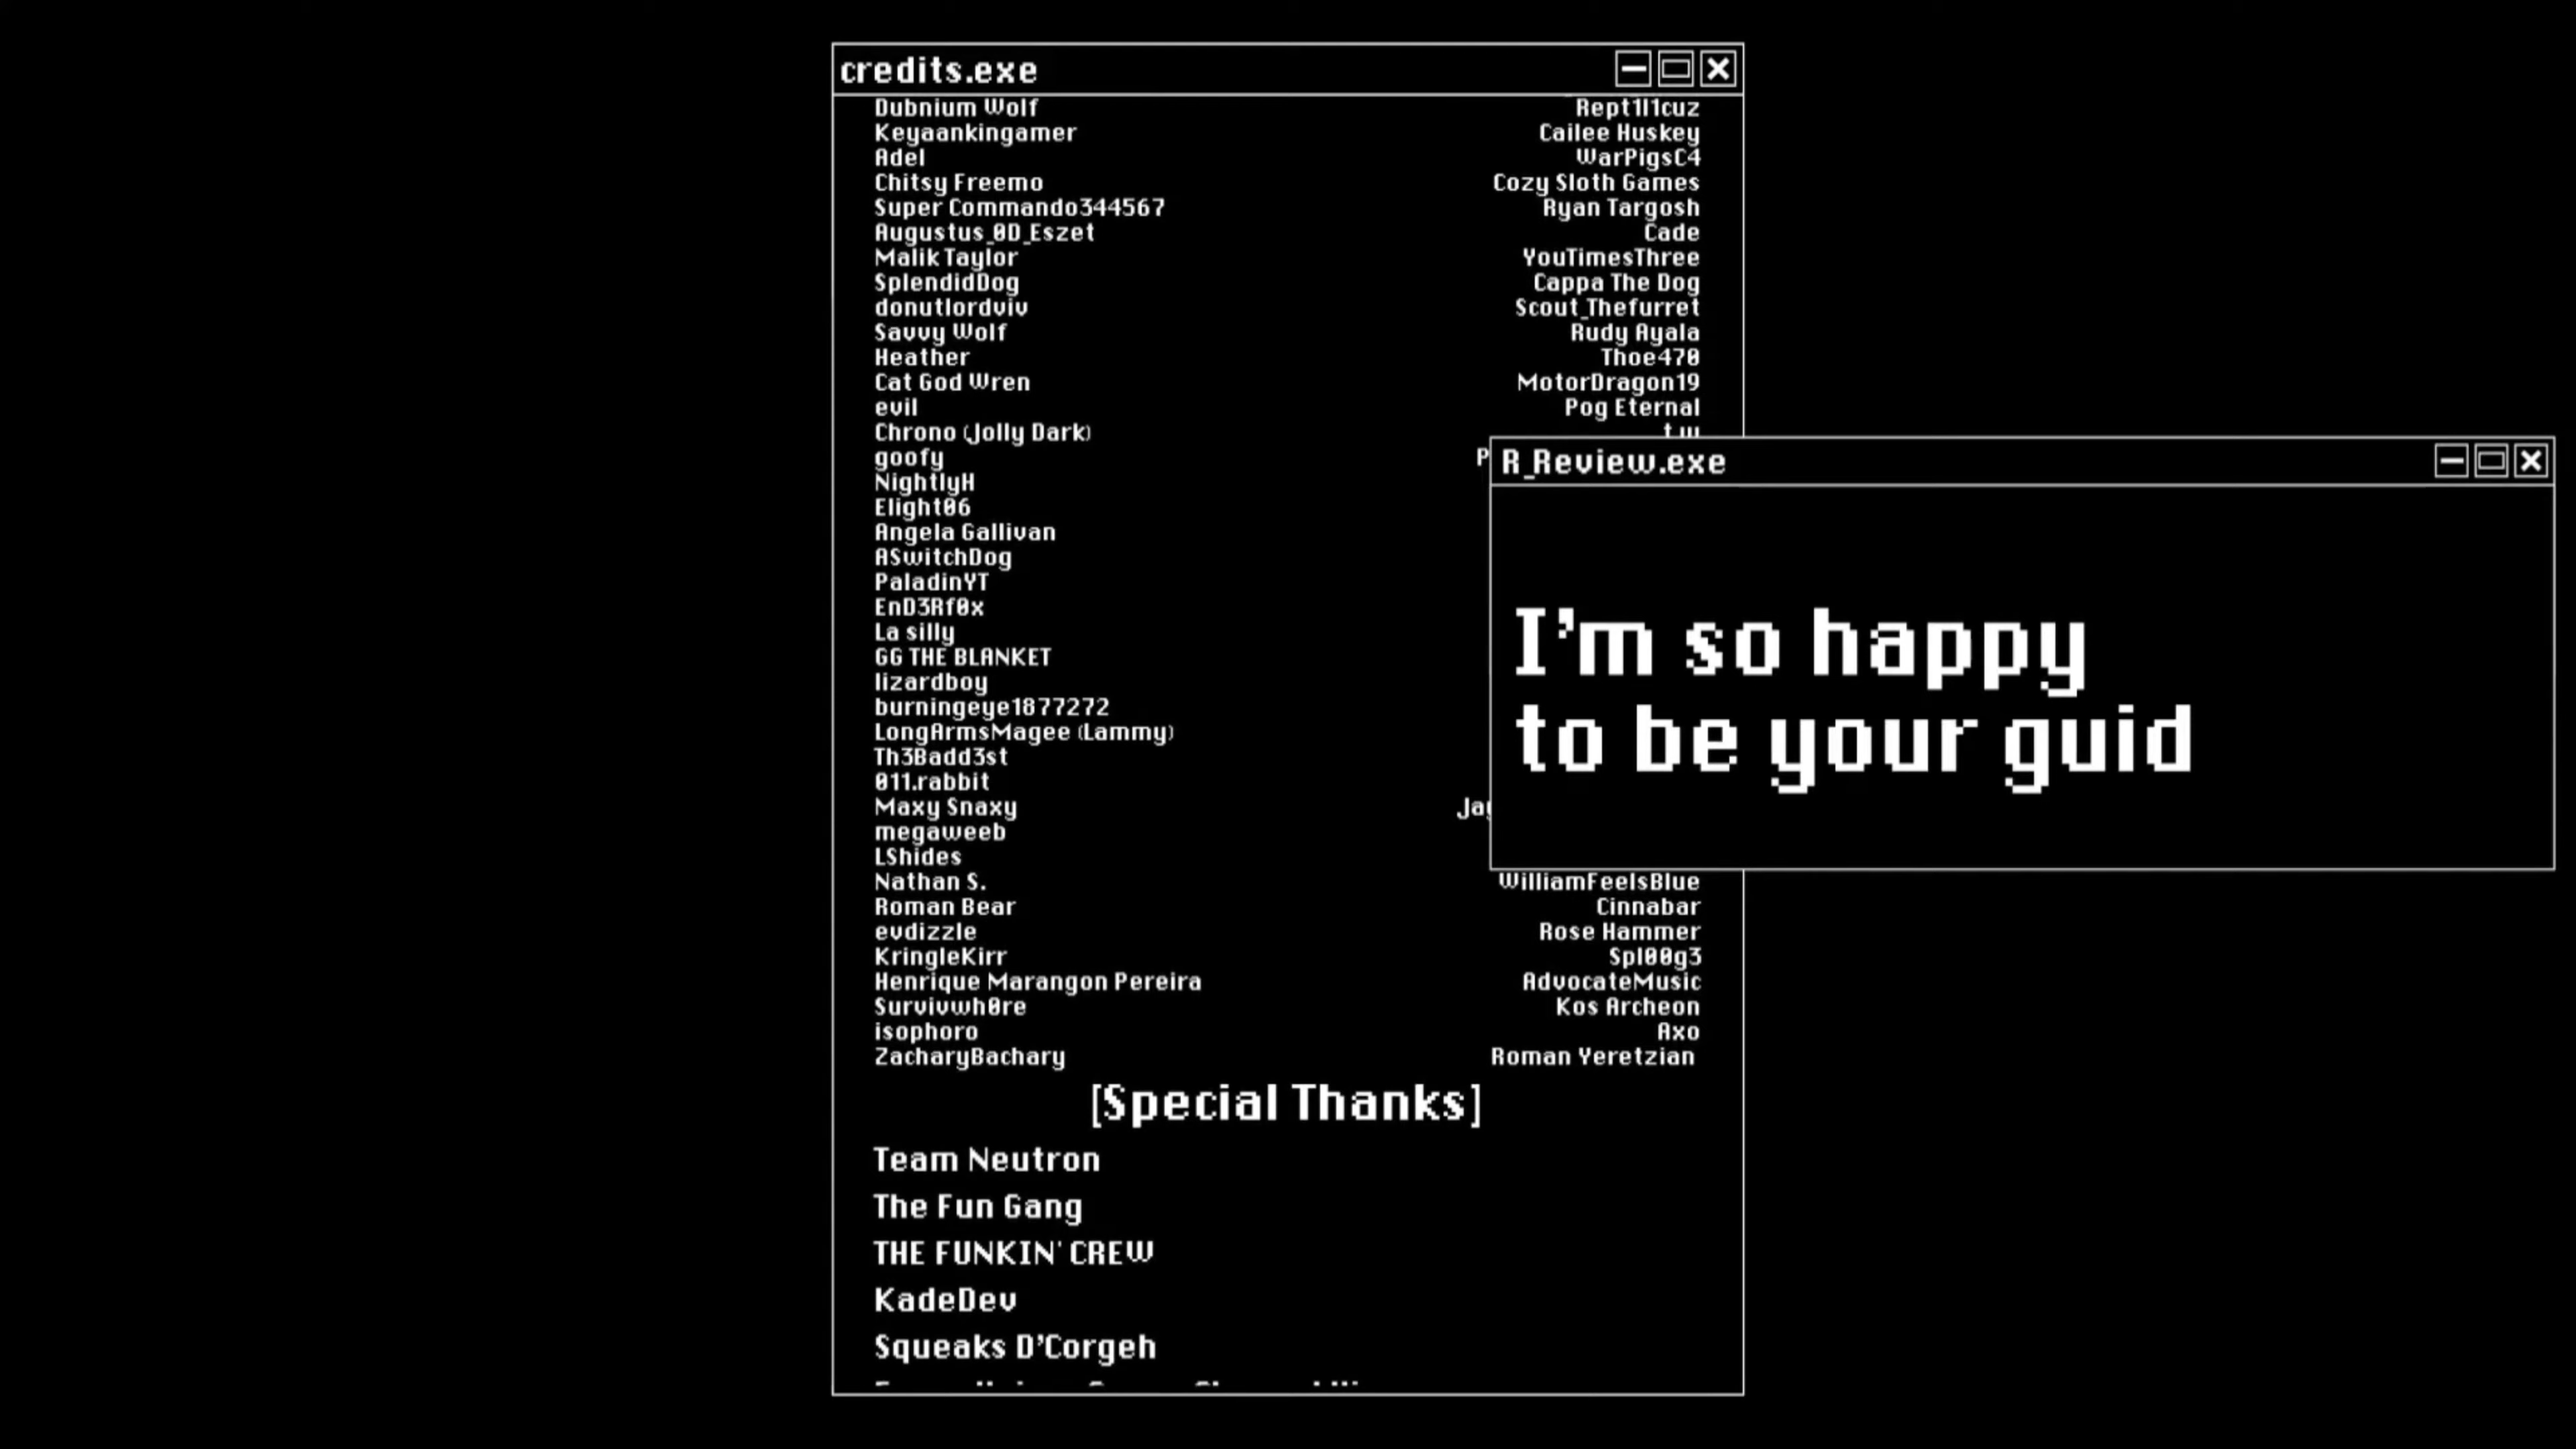 credits.exe
Dubnium Wolf Rept1l1cuz
Keyaankingamer Cailee Huskey
Adel WarPigsC4
Chitsy Freemo Cozy Sloth Games
Super Commando344567 Ryan Targosh
Augustus_0D_Eszet Cade
Malik Taylor YouTimesThree
SplendidDog Cappa The Dog
donutlordviv Scout_Thefurret
Savvy Wolf Rudy Ayala
Heather Thoe470
Cat God Wren MotorDragon19
evil Pog Eternal
Chrono (Jolly Dark)
goofy P
NightlyH
Elight06
Angela Gallivan
ASwitchDog
PaladinYT
EnD3Rf0x
La silly
GG THE BLANKET
lizardboy
burningeye1877272
LongArmsMagee (Lammy)
Th3Badd3st
011.rabbit
Maxy Snaxy
megaweeb
LShides
Nathan S. WilliamFeelsBlue
Roman Bear Cinnabar
evdizzle Rose Hammer
KringleKirr Spl00g3
Henrique Marangon Pereira AdvocateMusic
Survivwh0re Kos Archeon
isophoro Axo
ZacharyBachary Roman Yeretzian
[Special Thanks]
Team Neutron
The Fun Gang
THE FUNKIN' CREW
KadeDev
Squeaks D'Corgeh
R_Review.exe
I'm so happy
to be your guid